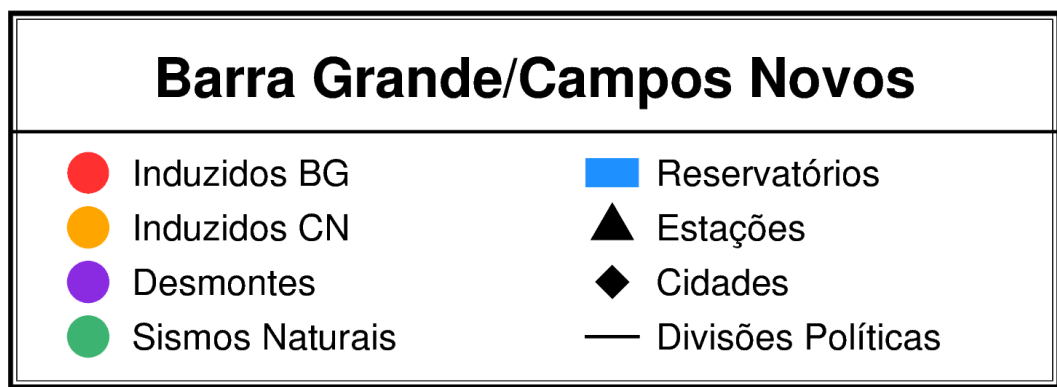 Barra Grande/Campos Novos
Induzidos BG
Induzidos CN
Desmontes
Sismos Naturais
Reservatórios
Estações
Cidades
Divisões Políticas